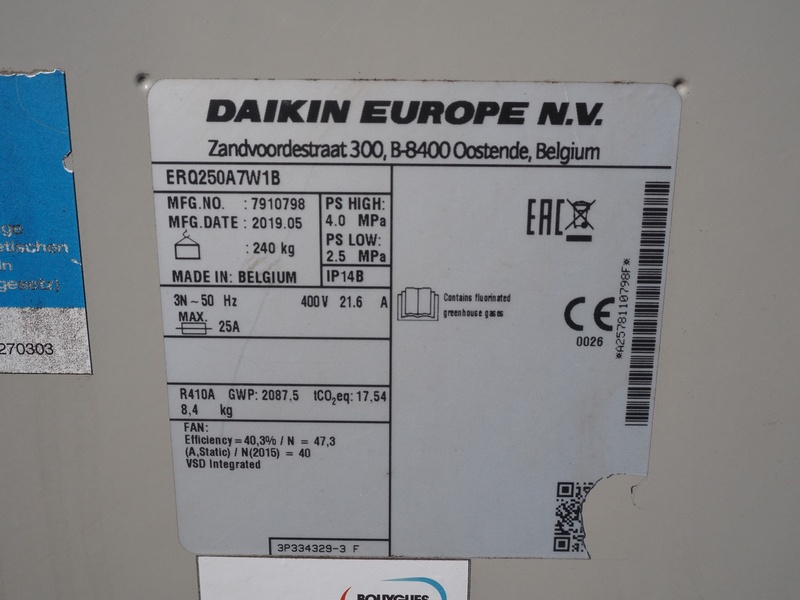 DAIKIN EUROPE N.V.
Zandvoordestraat 300, B-8400 Oostende, Belgium
ERQ250A7W1B
MFG.NO. : 7910798
MFG.DATE : 2019.05
: 240 kg
MADE IN: BELGIUM
PS HIGH:
4.0 MPa
PS LOW:
2.5 MPa
IP14B
3N~50 Hz 400V 21.6 A
MAX.
25A
R410A GWP: 2087,5 tCO₂eq: 17,54
8,4 kg
FAN:
Efficiency=40,3% / N = 47,3
(A,Static) / N(2015) = 40
VSD Integrated
3P334329-3 F
EAC
Contains fluorinated
greenhouse gases
CE
0026
*A2578110798F*
etischen
270303
BOUYGUES